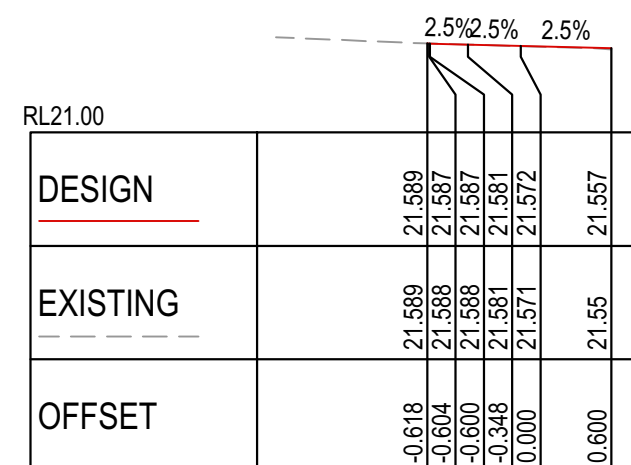 2.5% 2.5% 2.5%
RL21.00
DESIGN 21.589 21.587 21.587 21.581 21.572 21.557
EXISTING 21.589 21.588 21.588 21.581 21.571 21.55
OFFSET -0.618 -0.604 -0.600 -0.348 0.000 0.600